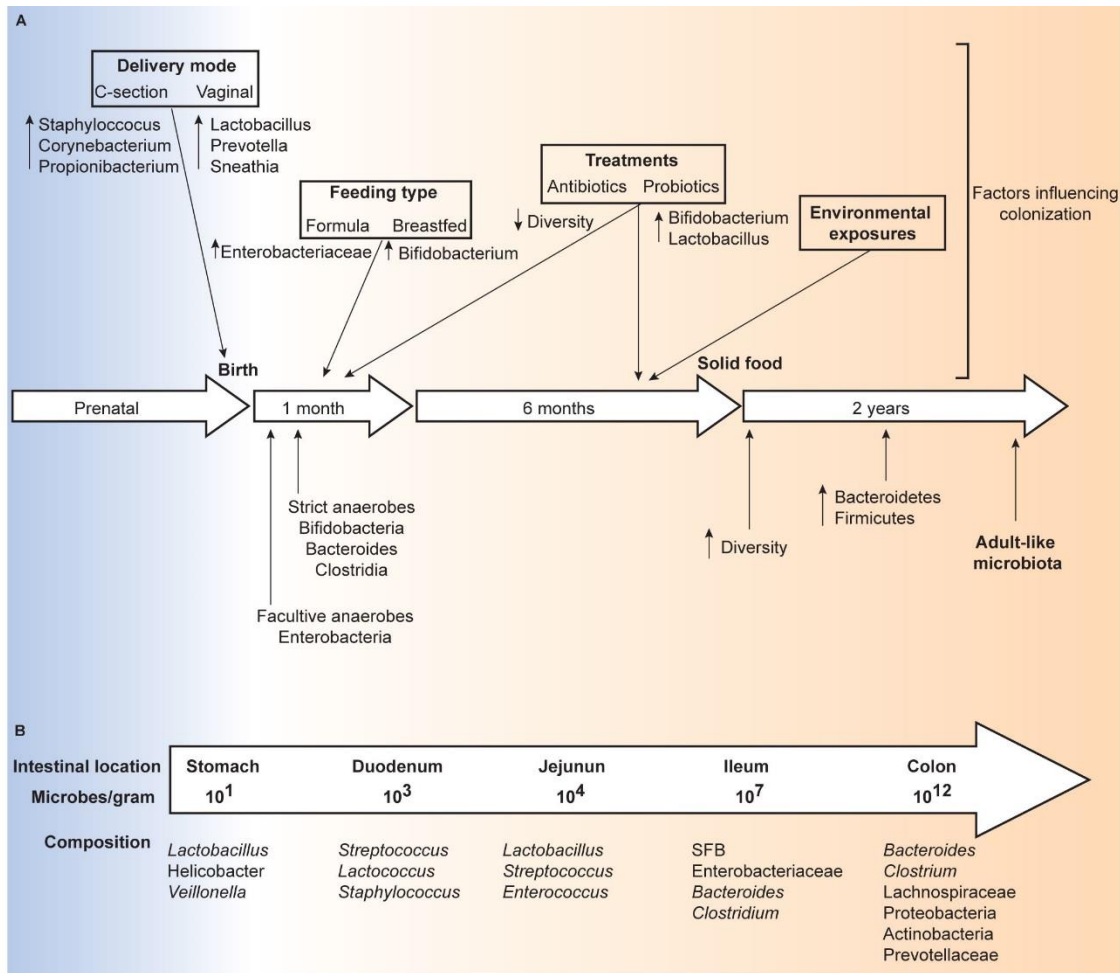 A
Delivery mode
C-section Vaginal
Staphyloccocus
Corynebacterium
Propionibacterium
Lactobacillus
Prevotella
Sneathia
Feeding type
Formula Breastfed
Enterobacteriaceae
Bifidobacterium
Treatments
Antibiotics Probiotics
Diversity
Bifidobacterium
Lactobacillus
Environmental
exposures
Factors influencing
colonization
Birth
Solid food
Prenatal
1 month
6 months
2 years
Strict anaerobes
Bifidobacteria
Bacteroides
Clostridia
Facultive anaerobes
Enterobacteria
Diversity
Bacteroidetes
Firmicutes
Adult-like
microbiota
B
Intestinal location Stomach Duodenum Jejunun Ileum Colon
Microbes/gram 10¹ 10³ 10⁴ 10⁷ 10¹²
Composition
Lactobacillus
Helicobacter
Veillonella
Streptococcus
Lactococcus
Staphylococcus
Lactobacillus
Streptococcus
Enterococcus
SFB
Enterobacteriaceae
Bacteroides
Clostridium
Bacteroides
Clostrium
Lachnospiraceae
Proteobacteria
Actinobacteria
Prevotellaceae